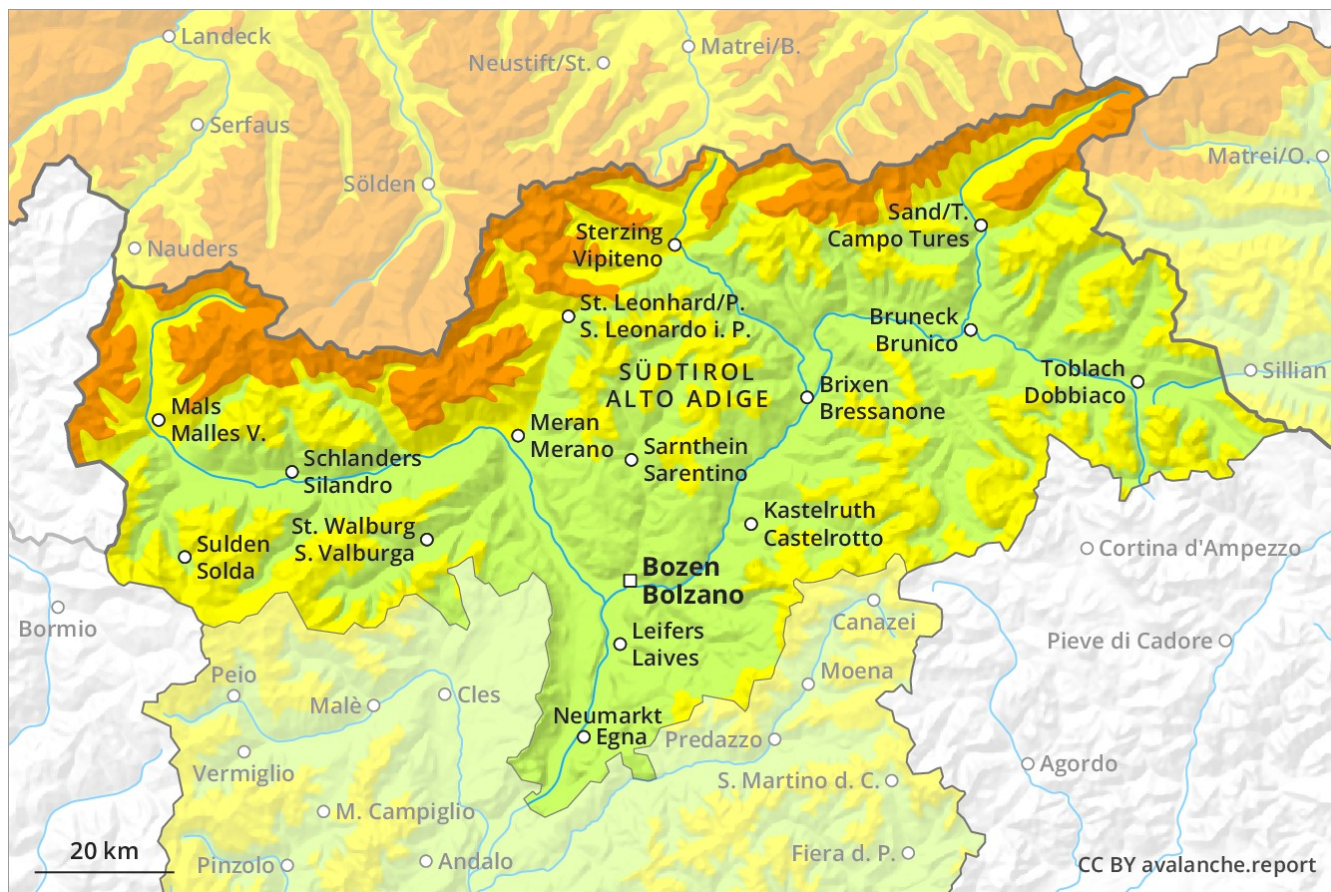 Landeck
Matrei/B.
Neustift/St.
Serfaus
Matrei/O.
Sölden
Nauders
Sand/T.
Campo Tures
Sterzing
Vipiteno
St. Leonhard/P.
S. Leonardo i. P.
Bruneck
Brunico
SÜDTIROL
ALTO ADIGE
Toblach
Dobbiaco
Sillian
Brixen
Bressanone
Mals
Malles V.
Meran
Merano
Sarnthein
Sarentino
Schlanders
Silandro
Kastelruth
Castelrotto
St. Walburg
S. Valburga
Sulden
Solda
Cortina d'Ampezzo
Bozen
Bolzano
Bormio
Canazei
Leifers
Laives
Pieve di Cadore
Peio
Moena
Malè
Cles
Neumarkt
Egna
Predazzo
Vermiglio
Agordo
S. Martino d. C.
M. Campiglio
20 km
Pinzolo
Andalo
Fiera d. P.
CC BY avalanche.report